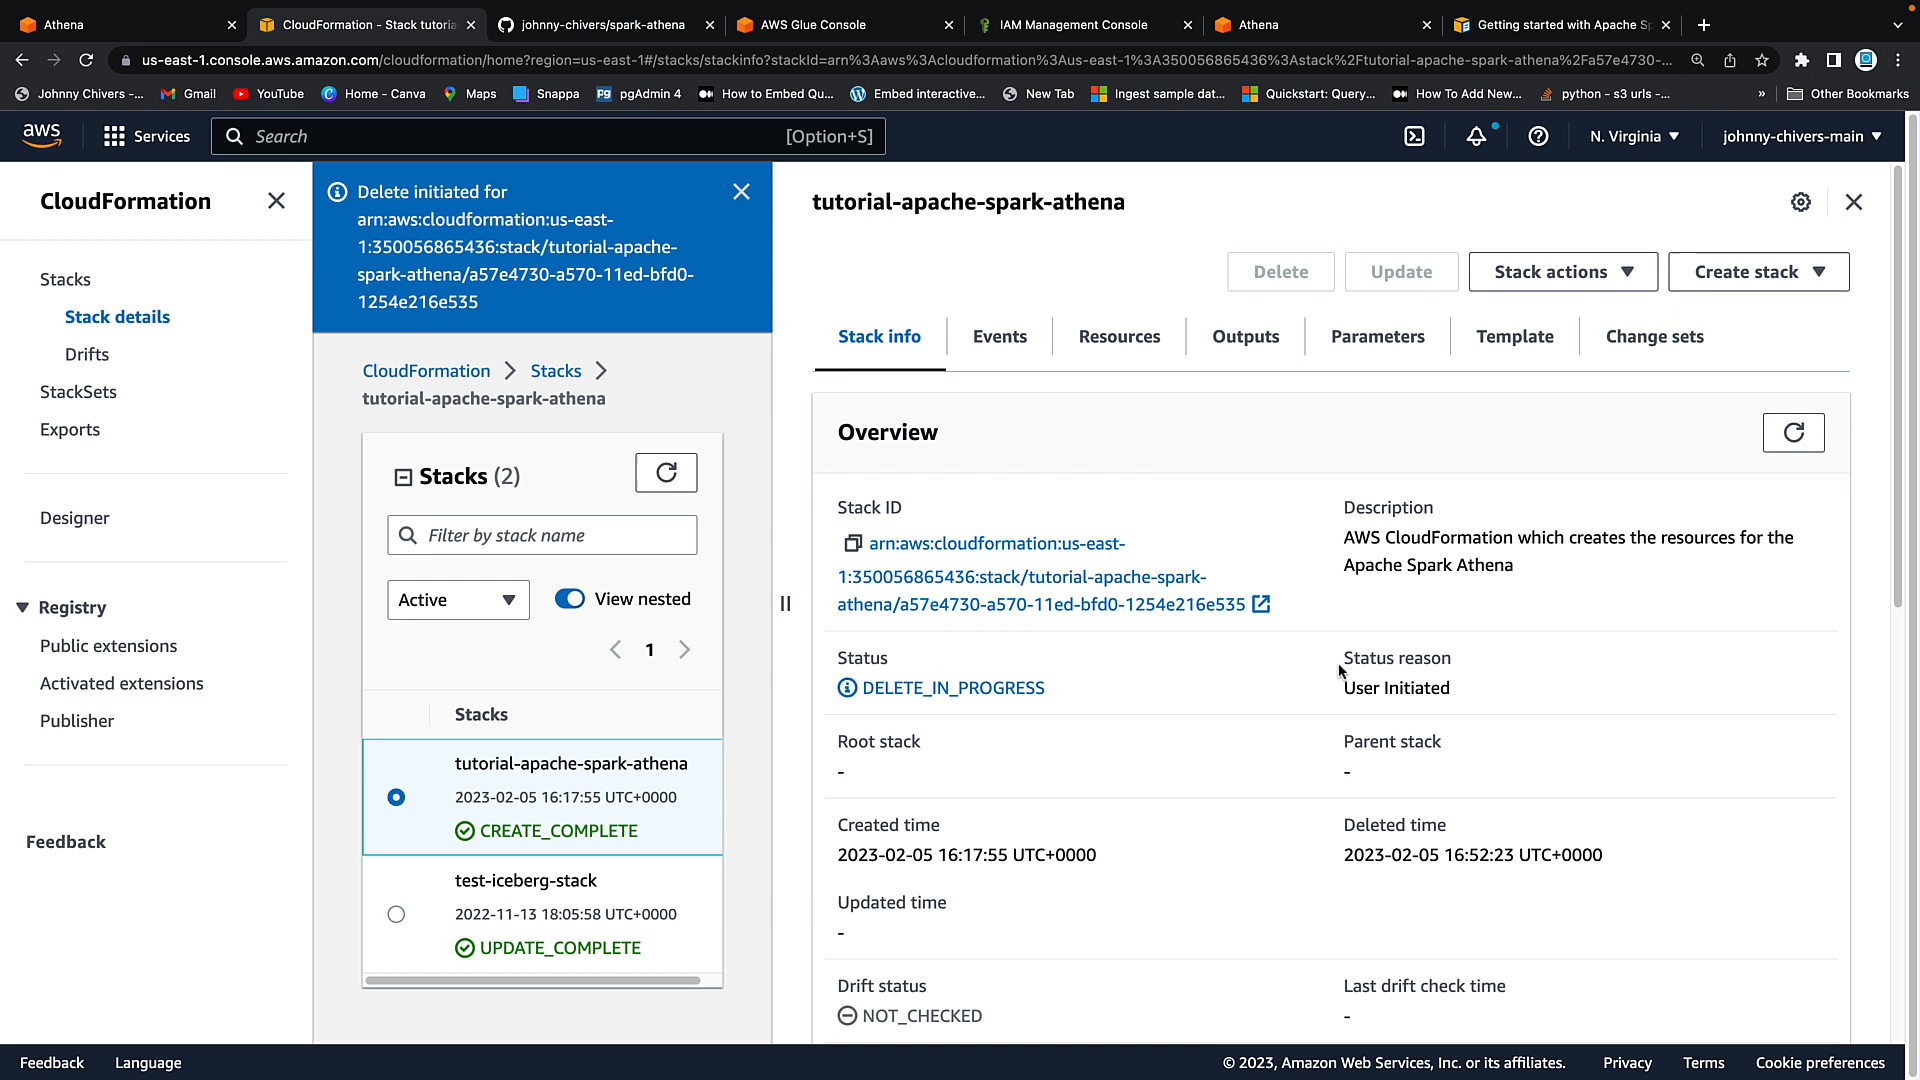 Athena
CloudFormation - Stack tutoria
johnny-chivers/spark-athena
AWS Glue Console
IAM Management Console
Athena
Getting started with Apache Sp
us-east-1.console.aws.amazon.com/cloudformation/home?region=us-east-1#/stacks/stackinfo?stackId=arn%3Aaws%3Acloudformation%3Aus-east-1%3A350056865436%3Astack%2Ftutorial-apache-spark-athena%2Fa57e4730-...
Johnny Chivers -...
Gmail
YouTube
Home - Canva
Maps
Snappa
pgAdmin 4
How to Embed Qu...
Embed interactive...
New Tab
Ingest sample dat...
Quickstart: Query...
How To Add New...
python - s3 urls -...
»
Other Bookmarks
aws
Services
Search
[Option+S]
N. Virginia
johnny-chivers-main
CloudFormation
Stacks
Stack details
Drifts
StackSets
Exports
Designer
Registry
Public extensions
Activated extensions
Publisher
Feedback
Delete initiated for
arn:aws:cloudformation:us-east-
1:350056865436:stack/tutorial-apache-
spark-athena/a57e4730-a570-11ed-bfd0-
1254e216e535
CloudFormation
Stacks
tutorial-apache-spark-athena
Stacks (2)
Filter by stack name
Active
View nested
1
Stacks
tutorial-apache-spark-athena
2023-02-05 16:17:55 UTC+0000
CREATE_COMPLETE
test-iceberg-stack
2022-11-13 18:05:58 UTC+0000
UPDATE_COMPLETE
tutorial-apache-spark-athena
Delete
Update
Stack actions
Create stack
Stack info
Events
Resources
Outputs
Parameters
Template
Change sets
Overview
Stack ID
arn:aws:cloudformation:us-east-
1:350056865436:stack/tutorial-apache-spark-
athena/a57e4730-a570-11ed-bfd0-1254e216e535
Description
AWS CloudFormation which creates the resources for the
Apache Spark Athena
Status
DELETE_IN_PROGRESS
Status reason
User Initiated
Root stack
-
Parent stack
-
Created time
2023-02-05 16:17:55 UTC+0000
Deleted time
2023-02-05 16:52:23 UTC+0000
Updated time
-
Drift status
NOT_CHECKED
Last drift check time
-
Feedback
Language
© 2023, Amazon Web Services, Inc. or its affiliates.
Privacy
Terms
Cookie preferences